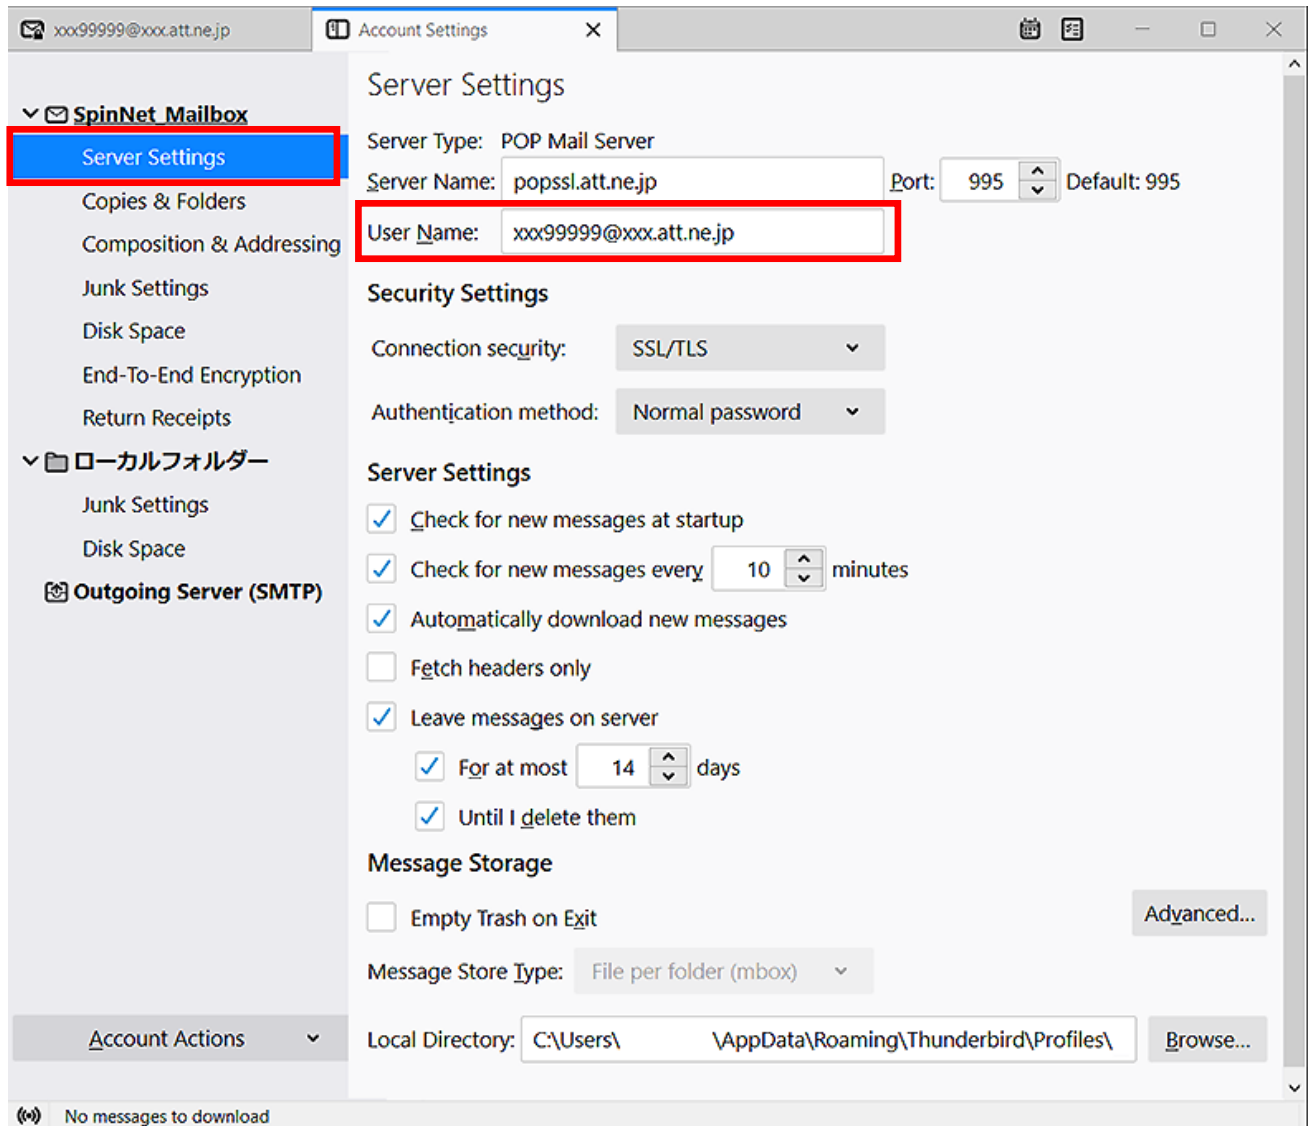 xxx99999@xxx.att.ne.jp
Account Settings
SpinNet_Mailbox
Server Settings
Copies & Folders
Composition & Addressing
Junk Settings
Disk Space
End-To-End Encryption
Return Receipts
ローカルフォルダー
Junk Settings
Disk Space
Outgoing Server (SMTP)
Account Actions
Server Settings
Server Type: POP Mail Server
Server Name: popssl.att.ne.jp Port: 995 Default: 995
User Name: xxx99999@xxx.att.ne.jp
Security Settings
Connection security: SSL/TLS
Authentication method: Normal password
Server Settings
Check for new messages at startup
Check for new messages every 10 minutes
Automatically download new messages
Fetch headers only
Leave messages on server
For at most 14 days
Until I delete them
Message Storage
Empty Trash on Exit
Advanced...
Message Store Type: File per folder (mbox)
Local Directory: C:\Users\ \AppData\Roaming\Thunderbird\Profiles\ Browse...
No messages to download